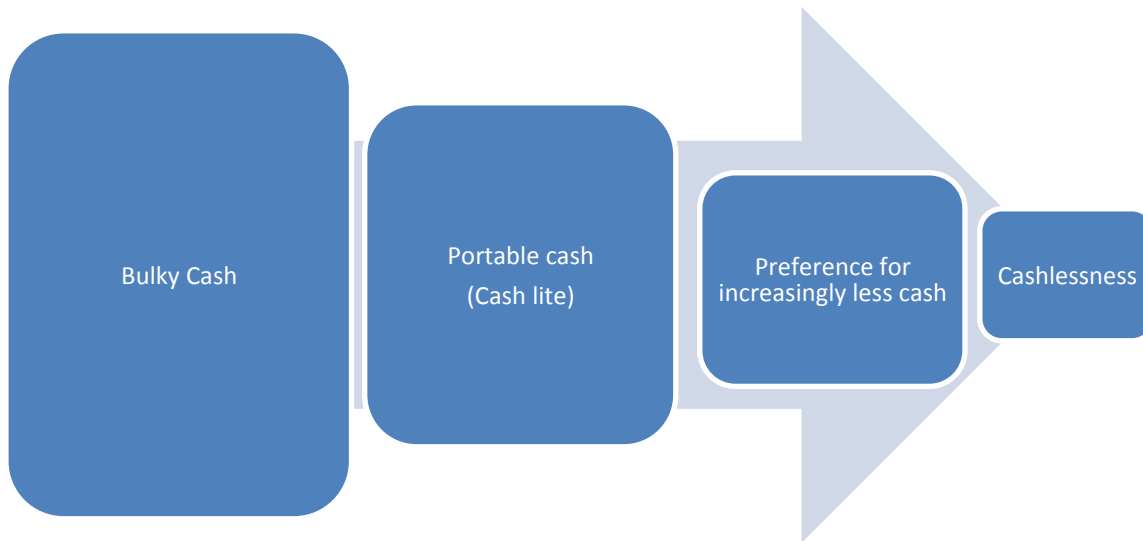 Bulky Cash
Portable cash
(Cash lite)
Preference for
increasingly less cash
Cashlessness